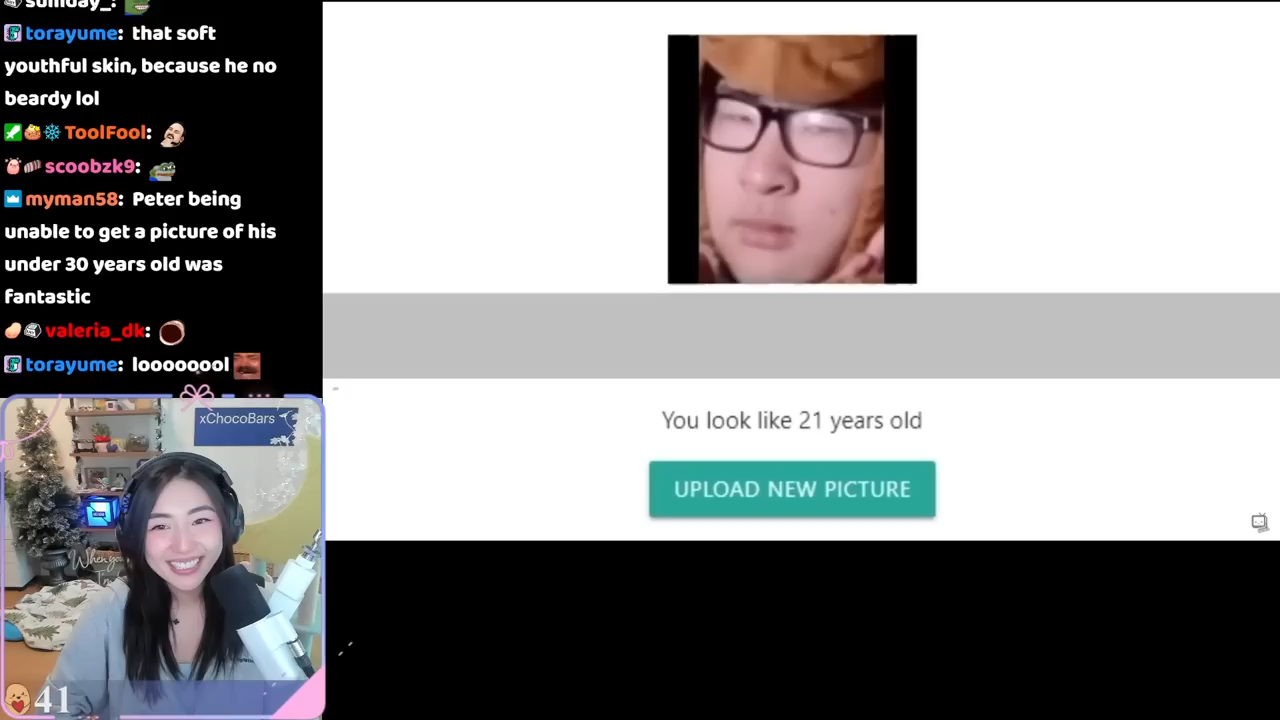 torayume: that soft
youthful skin, because he no
beardy lol
ToolFool:
scoobzk9:
myman58: Peter being
unable to get a picture of his
under 30 years old was
fantastic
valeria_dk:
torayume: looooooool
xChocoBars
When you
I'm
41
You look like 21 years old
UPLOAD NEW PICTURE